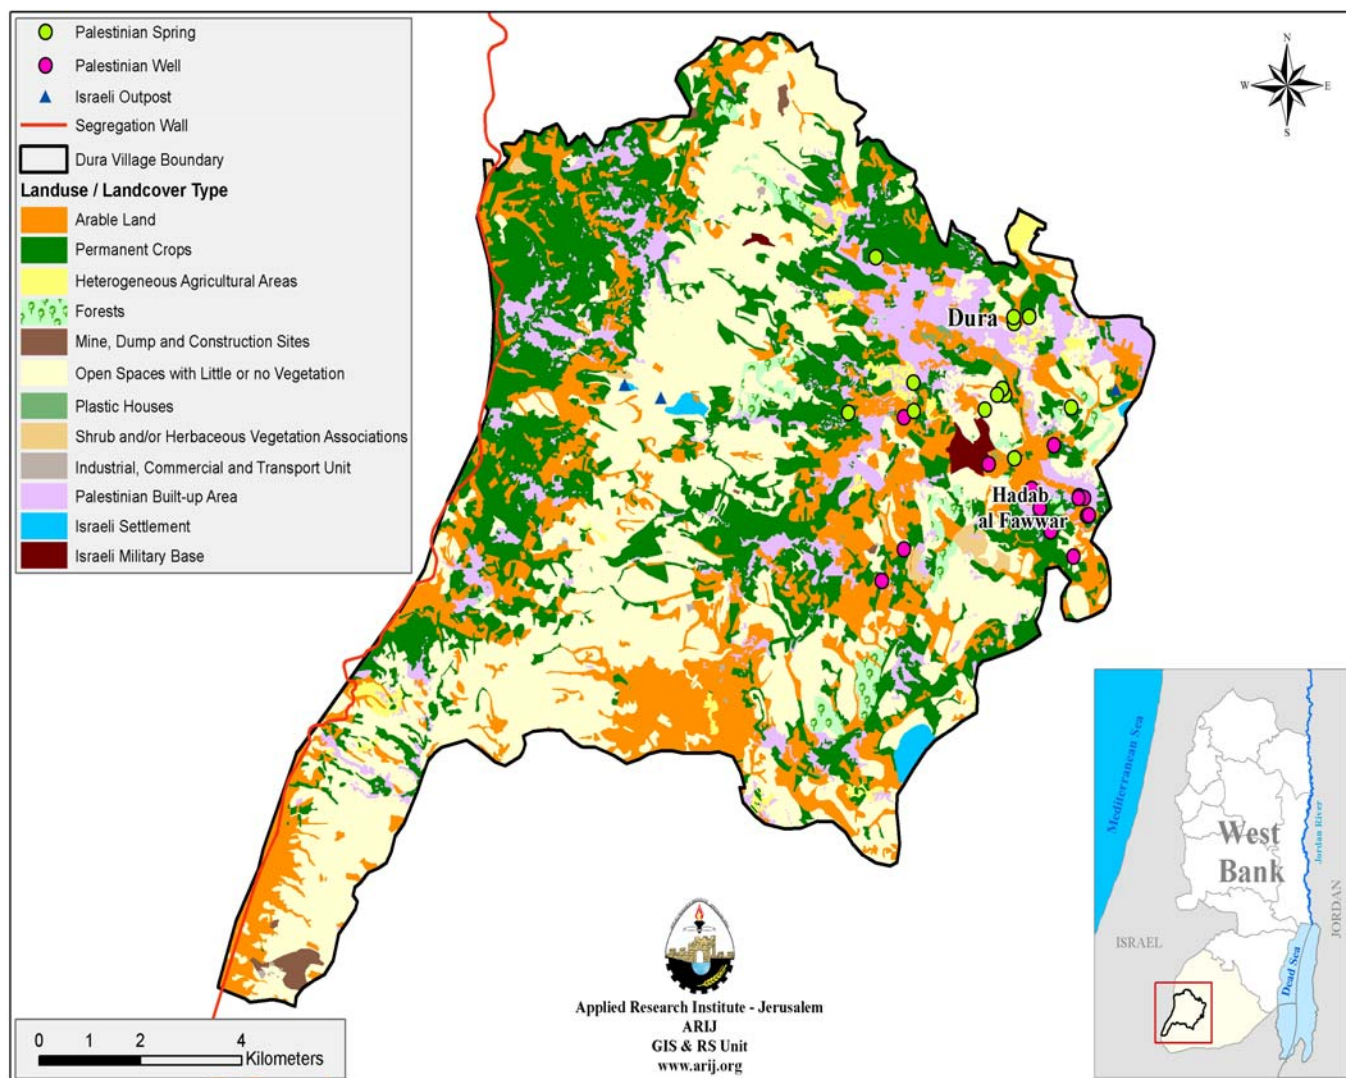 Palestinian Spring
Palestinian Well
Israeli Outpost
Segregation Wall
Dura Village Boundary
Landuse / Landcover Type
Arable Land
Permanent Crops
Heterogeneous Agricultural Areas
Forests
Mine, Dump and Construction Sites
Open Spaces with Little or no Vegetation
Plastic Houses
Shrub and/or Herbaceous Vegetation Associations
Industrial, Commercial and Transport Unit
Palestinian Built-up Area
Israeli Settlement
Israeli Military Base
N
W E
S
Dura
Hadab
al Fawwar
Mediterranean Sea
West
Bank
Jordan River
JORDAN
ISRAEL
Dead Sea
Applied Research Institute - Jerusalem
ARIJ
GIS & RS Unit
www.arij.org
0 1 2 4
Kilometers